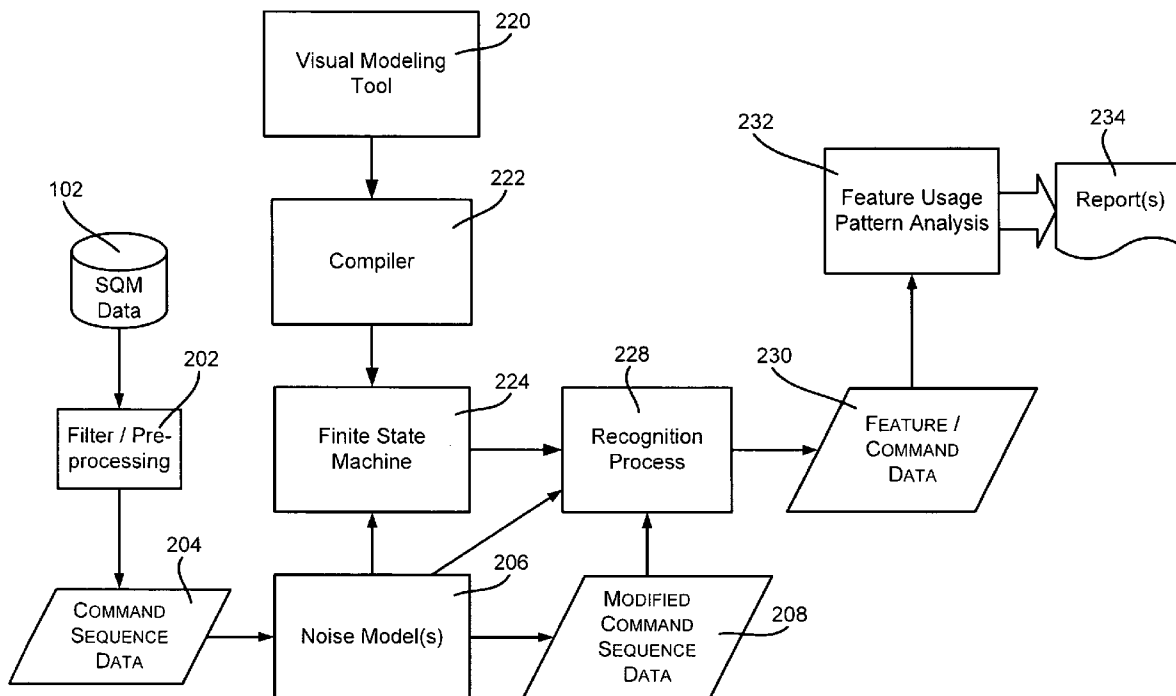 220
Visual Modeling
Tool
222
Compiler
102
SQM
Data
202
Filter / Pre-
processing
204
COMMAND
SEQUENCE
DATA
224
Finite State
Machine
206
Noise Model(s)
228
Recognition
Process
MODIFIED
COMMAND
SEQUENCE
DATA
208
230
FEATURE /
COMMAND
DATA
232
Feature Usage
Pattern Analysis
234
Report(s)